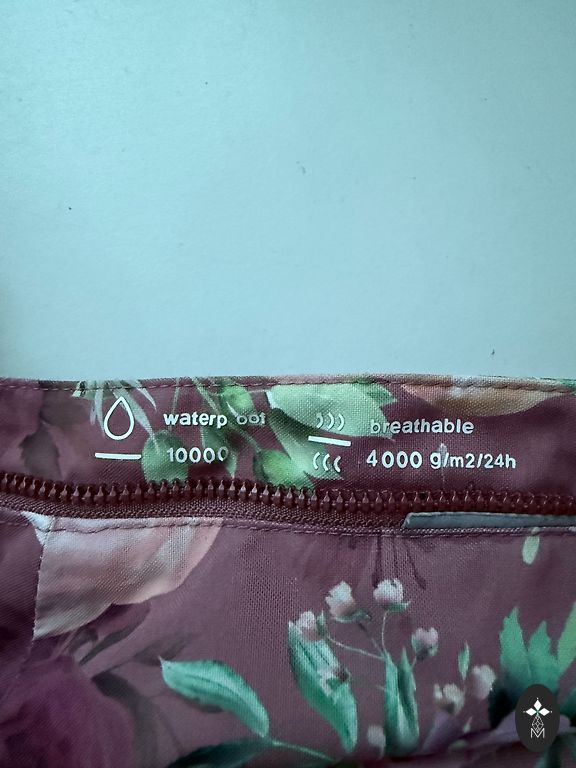 waterp oof
10000
breathable
4000 g/m2/24h
M